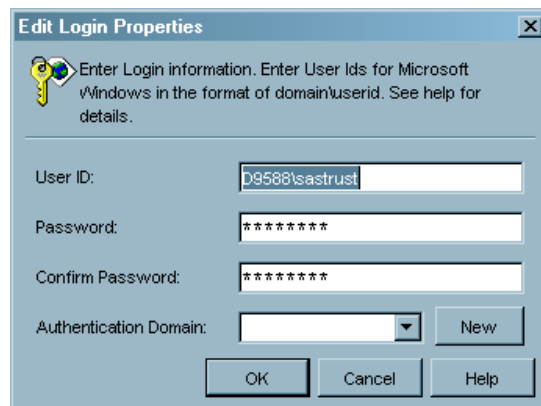 Edit Login Properties
Enter Login information. Enter User Ids for Microsoft
Windows in the format of domain\userid. See help for
details.
User ID:
D9588\sastrust
Password:
********
Confirm Password:
********
Authentication Domain:
New
OK
Cancel
Help